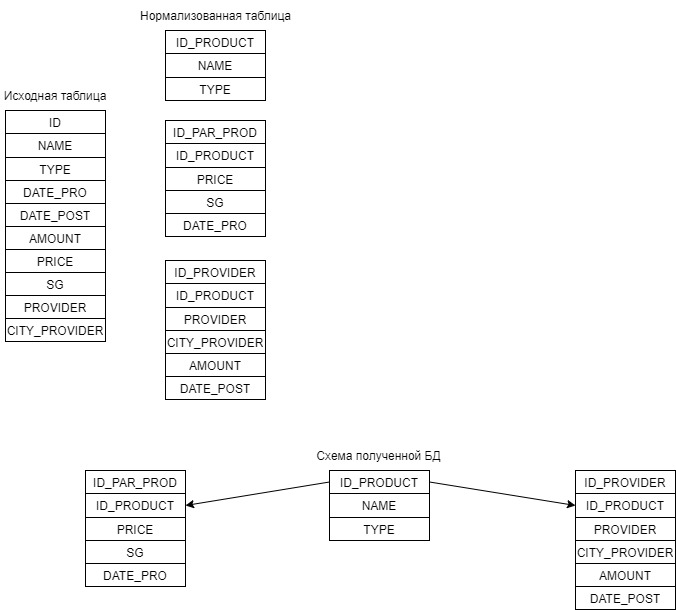 Нормализованная таблица
ID_PRODUCT
NAME
TYPE
Исходная таблица
ID
NAME
TYPE
DATE_PRO
DATE_POST
AMOUNT
PRICE
SG
PROVIDER
CITY_PROVIDER
ID_PAR_PROD
ID_PRODUCT
PRICE
SG
DATE_PRO
ID_PROVIDER
ID_PRODUCT
PROVIDER
CITY_PROVIDER
AMOUNT
DATE_POST
Схема полученной БД
ID_PAR_PROD
ID_PRODUCT
PRICE
SG
DATE_PRO
ID_PRODUCT
NAME
TYPE
ID_PROVIDER
ID_PRODUCT
PROVIDER
CITY_PROVIDER
AMOUNT
DATE_POST